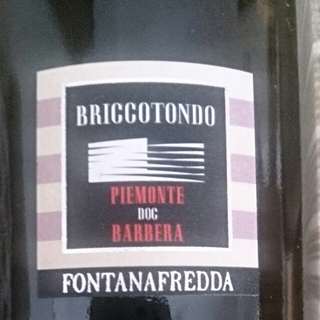 BRICCOTONDO
PIEMONTE
DOC
BARBERA
FONTANAFREDDA